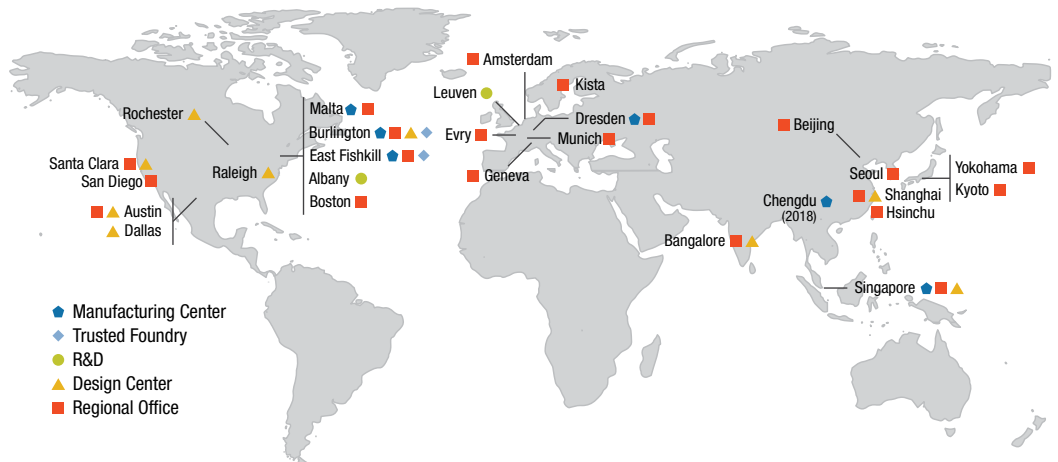 Amsterdam
Leuven
Kista
Rochester
Malta
Dresden
Burlington
Evry
Munich
Beijing
East Fishkill
Santa Clara
Raleigh
Geneva
Seoul
Yokohama
San Diego
Albany
Kyoto
Boston
Chengdu
(2018)
Shanghai
Austin
Hsinchu
Dallas
Bangalore
Singapore
Manufacturing Center
Trusted Foundry
R&D
Design Center
Regional Office